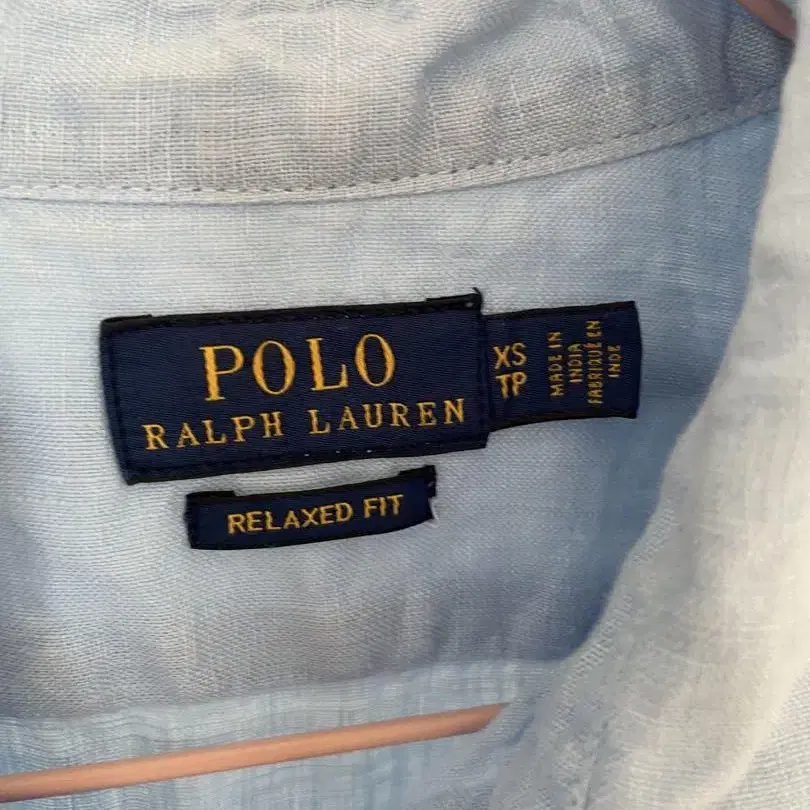 POLO
RALPH LAUREN
XS
TP
MADE IN
INDIA
FABRIQUÉ EN
INDE
RELAXED FIT